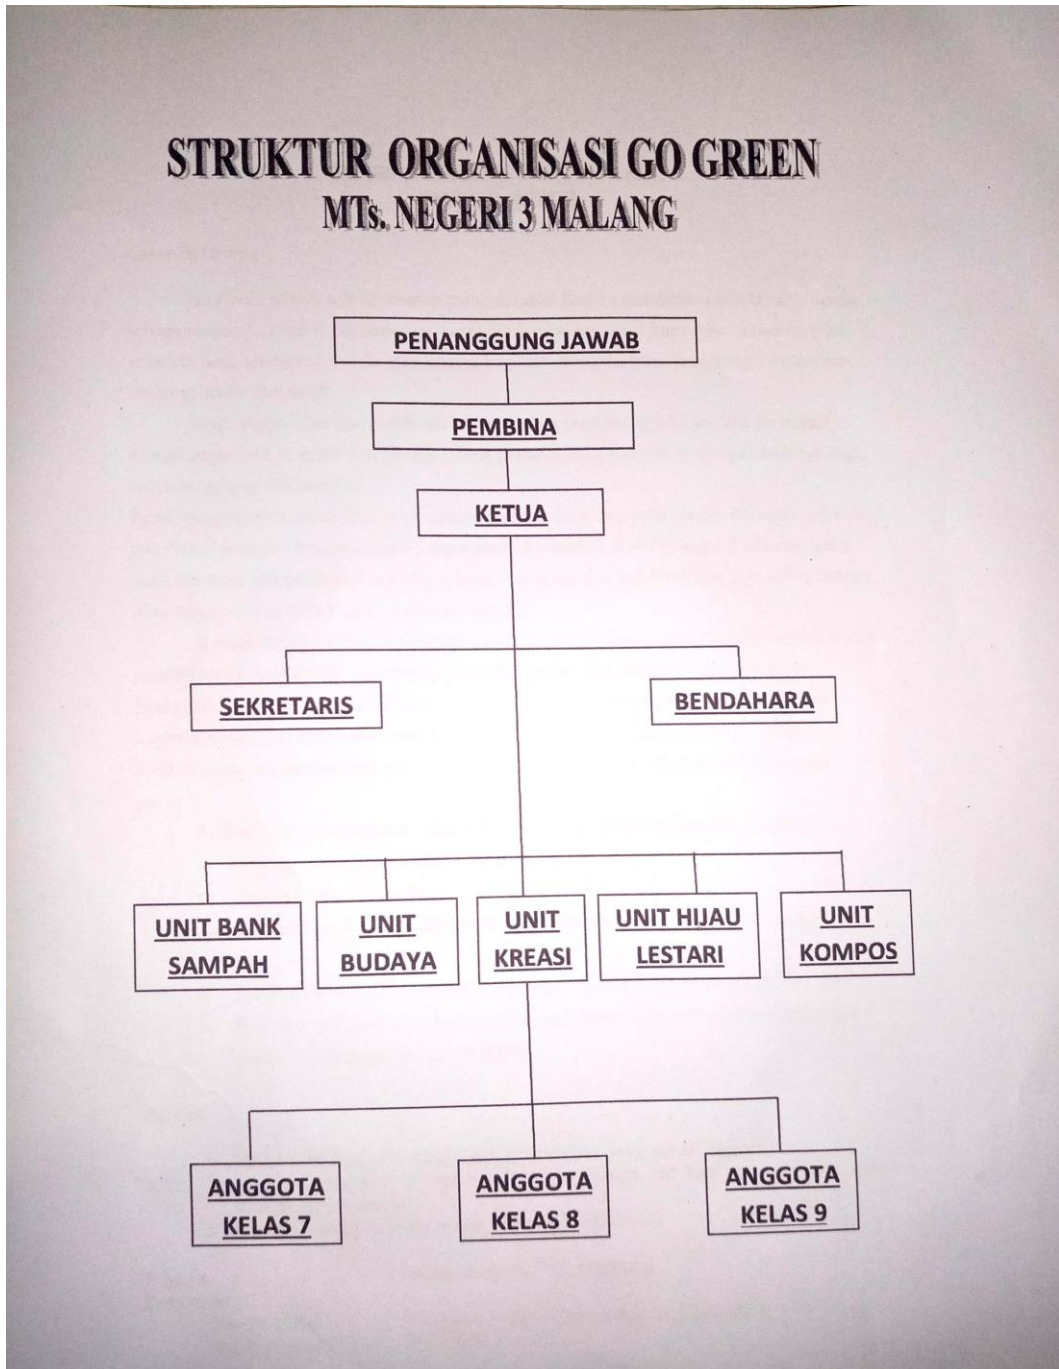 STRUKTUR ORGANISASI GO GREEN
MTs. NEGERI 3 MALANG
PENANGGUNG JAWAB
PEMBINA
KETUA
SEKRETARIS
BENDAHARA
UNIT BANK
SAMPAH
UNIT
BUDAYA
UNIT
KREASI
UNIT HIJAU
LESTARI
UNIT
KOMPOS
ANGGOTA
KELAS 7
ANGGOTA
KELAS 8
ANGGOTA
KELAS 9